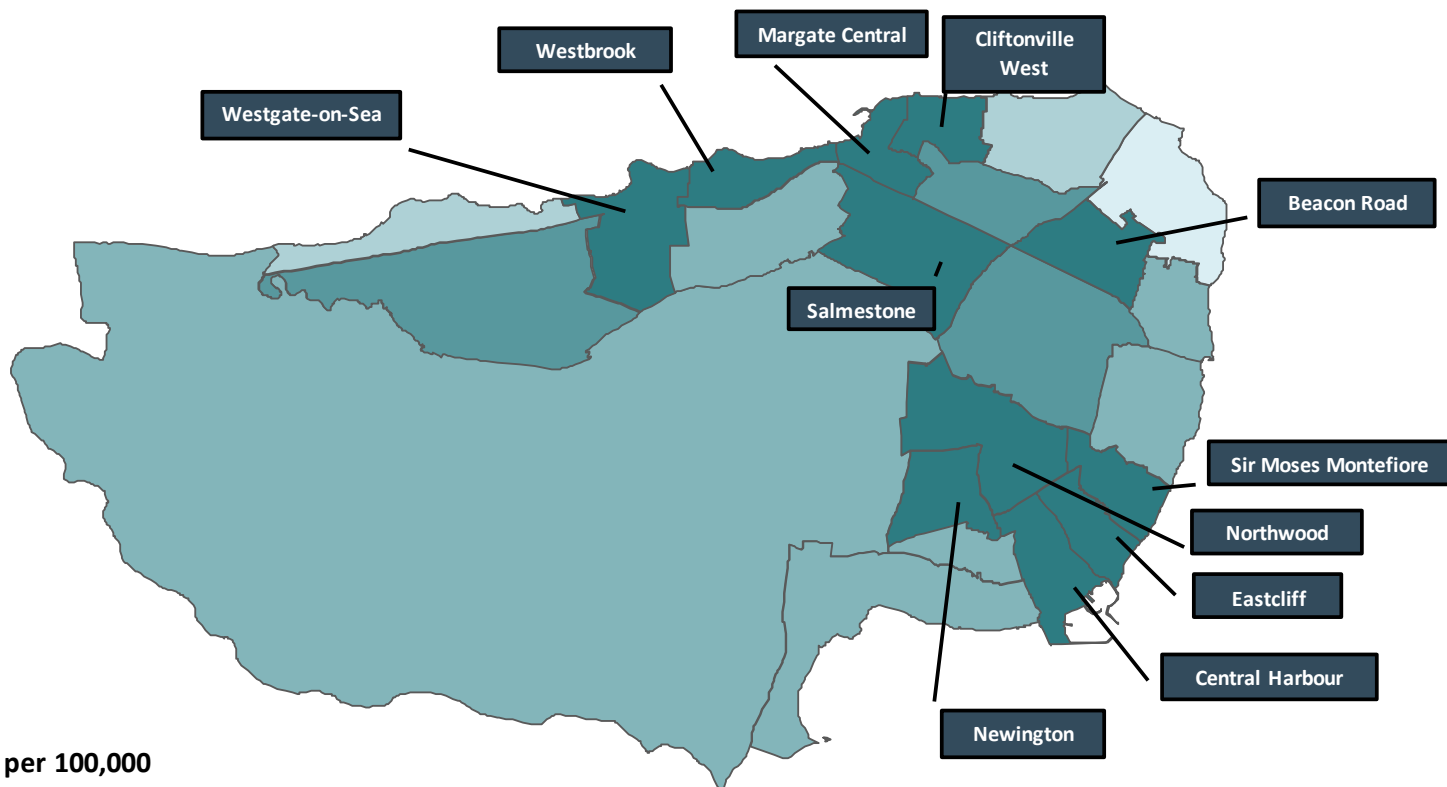 Margate Central
Cliftonville
West
Westbrook
Westgate-on-Sea
Beacon Road
Salmestone
Sir Moses Montefiore
Northwood
Eastcliff
Central Harbour
Newington
per 100,000